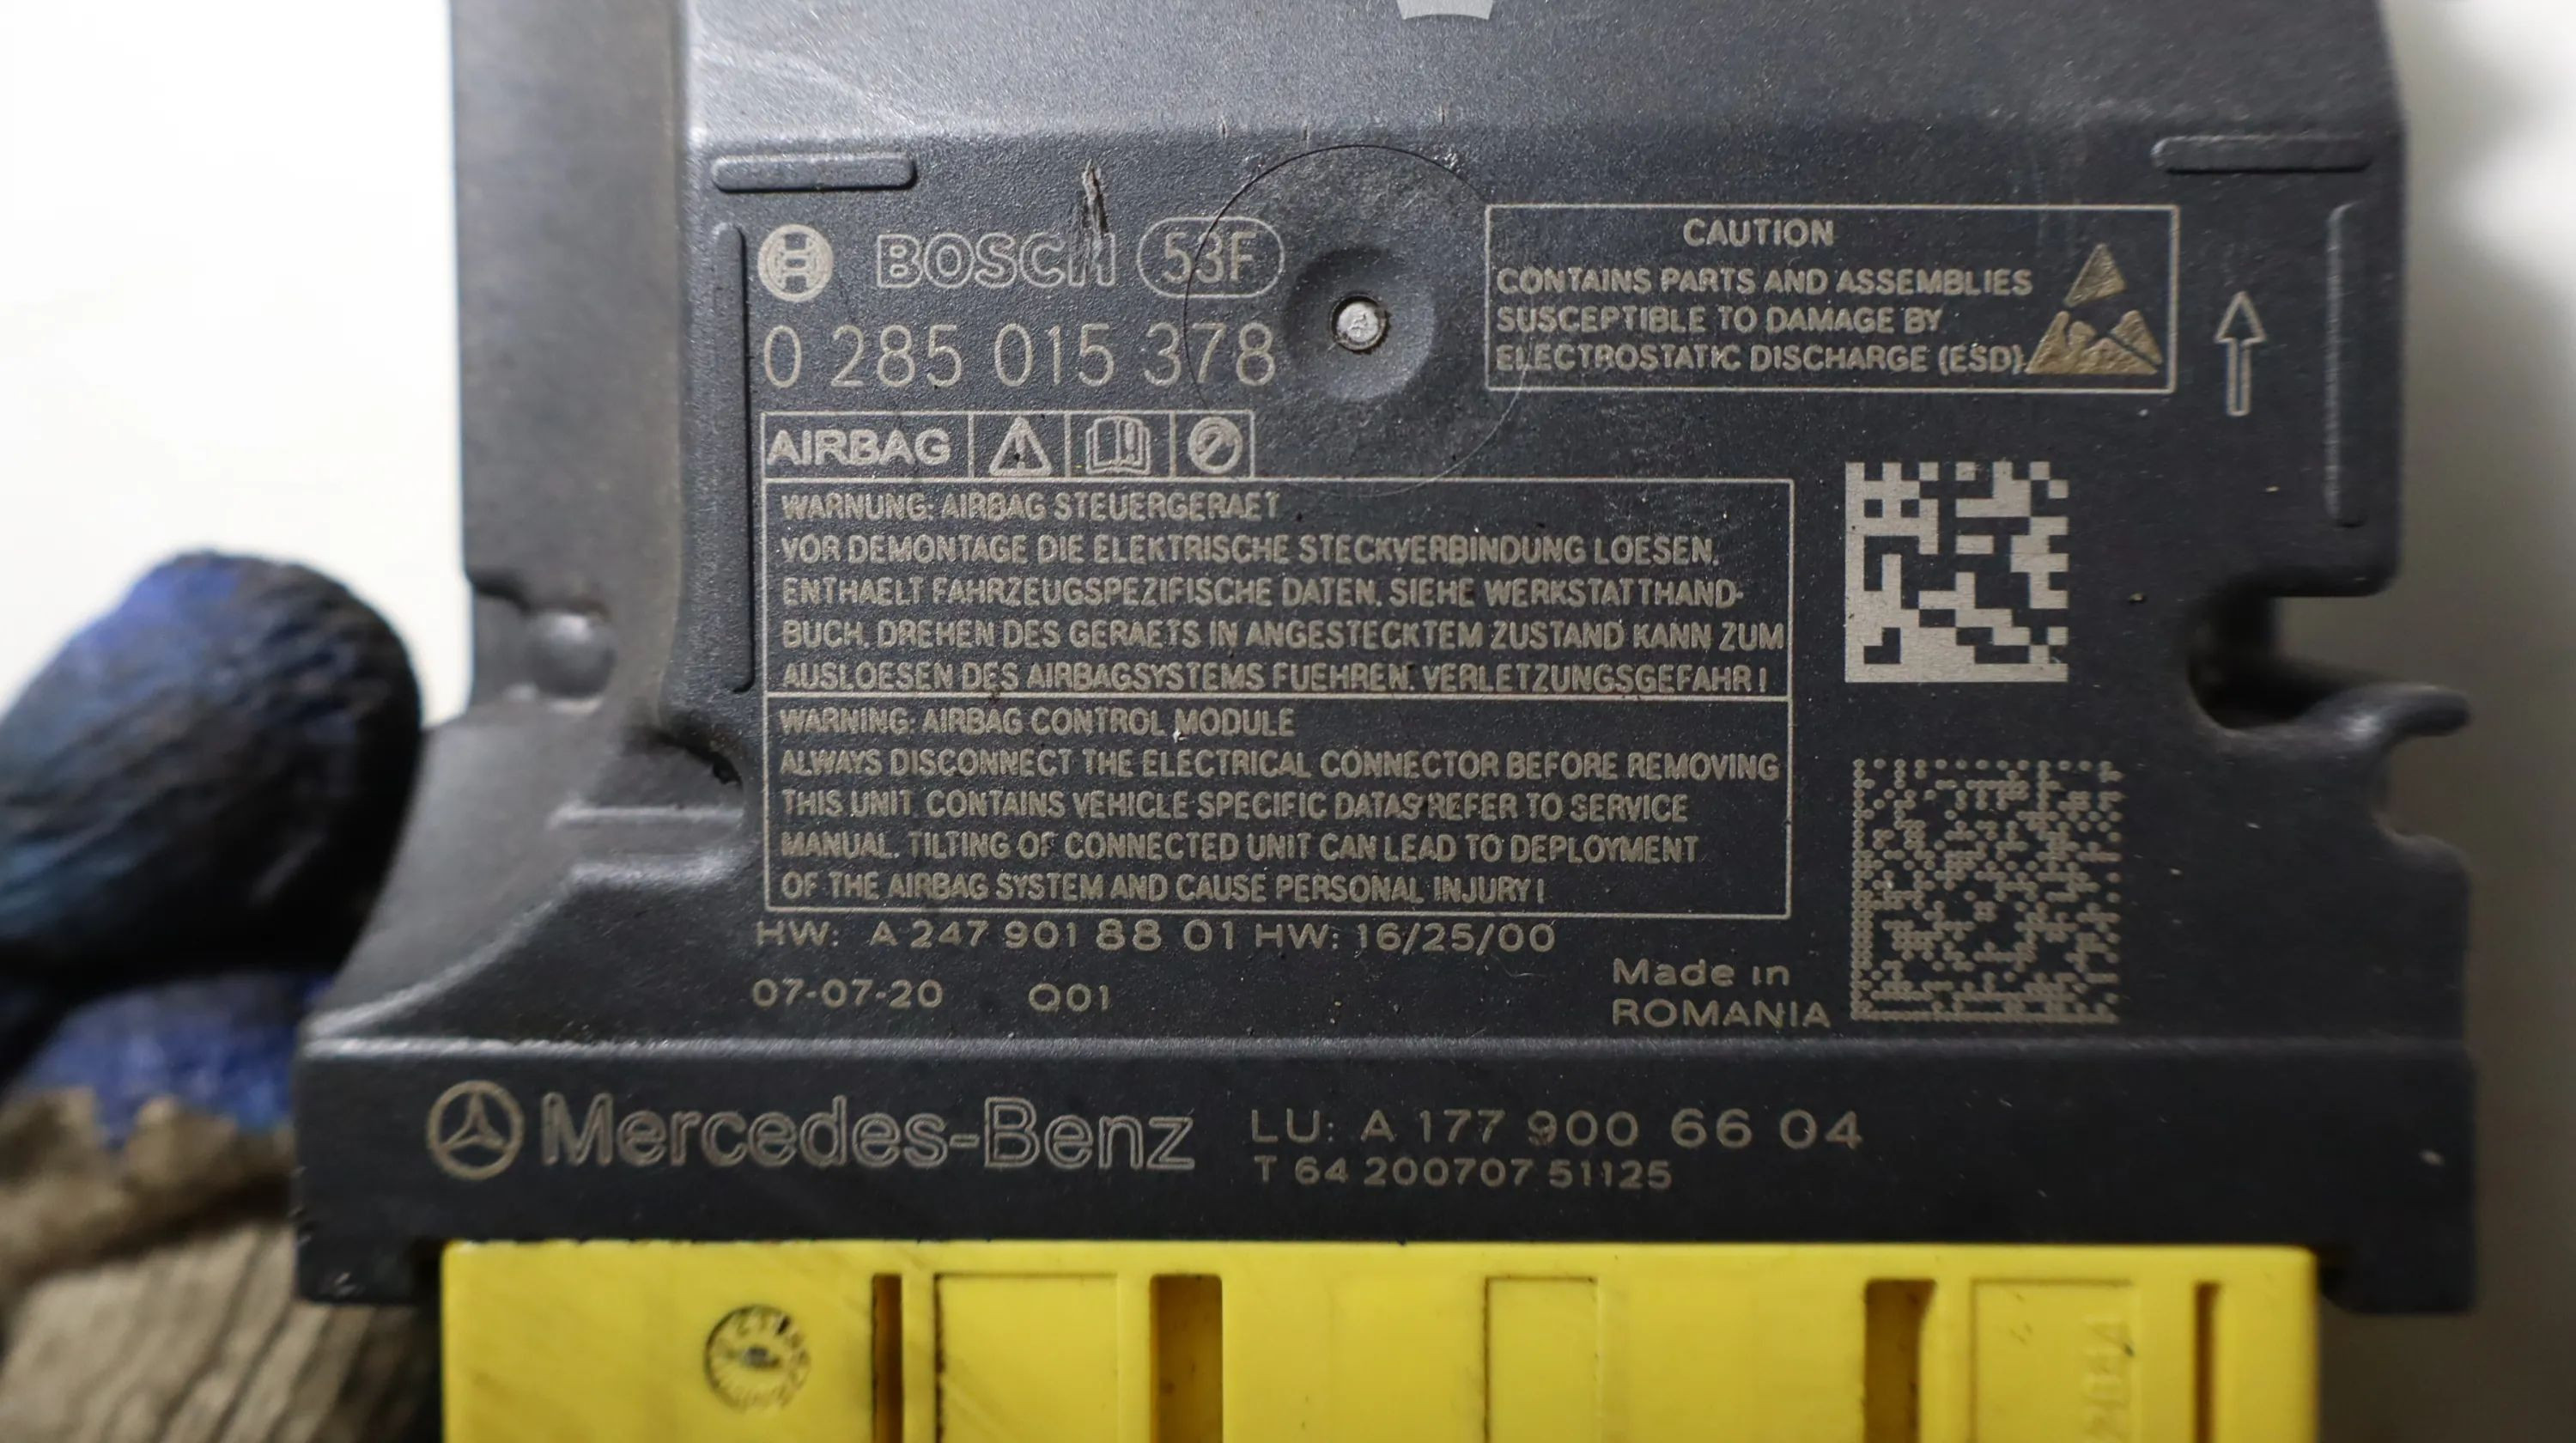 BOSCH 53F
0 285 015 378
CAUTION
CONTAINS PARTS AND ASSEMBLIES
SUSCEPTIBLE TO DAMAGE BY
ELECTROSTATIC DISCHARGE (ESD)
AIRBAG
WARNUNG: AIRBAG STEUERGERAET
VOR DEMONTAGE DIE ELEKTRISCHE STECKVERBINDUNG LOESEN.
ENTHAELT FAHRZEUGSPEZIFISCHE DATEN. SIEHE WERKSTATTHAND-
BUCH. DREHEN DES GERAETS IN ANGESTECKTEM ZUSTAND KANN ZUM
AUSLOESEN DES AIRBAGSYSTEMS FUEHREN. VERLETZUNGSGEFAHR!
WARNING: AIRBAG CONTROL MODULE
ALWAYS DISCONNECT THE ELECTRICAL CONNECTOR BEFORE REMOVING
THIS UNIT. CONTAINS VEHICLE SPECIFIC DATAS REFER TO SERVICE
MANUAL. TILTING OF CONNECTED UNIT CAN LEAD TO DEPLOYMENT
OF THE AIRBAG SYSTEM AND CAUSE PERSONAL INJURY!
HW: A 247 901 88 01 HW: 16/25/00
07-07-20 Q01
Made in
ROMANIA
Mercedes-Benz
LU: A 177 900 66 04
T 64 200707 51125